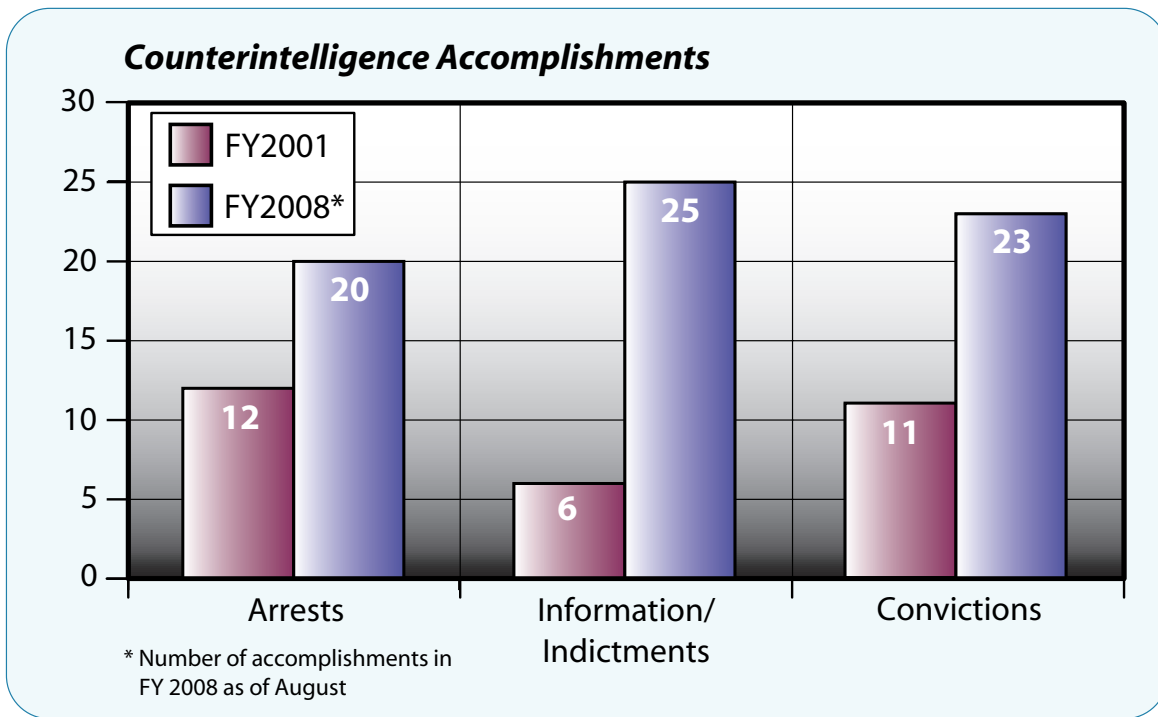 Counterintelligence Accomplishments
30
25
20
15
10
5
0
FY2001
FY2008*
12
20
6
25
11
23
Arrests
Information/
Indictments
Convictions
* Number of accomplishments in
FY 2008 as of August